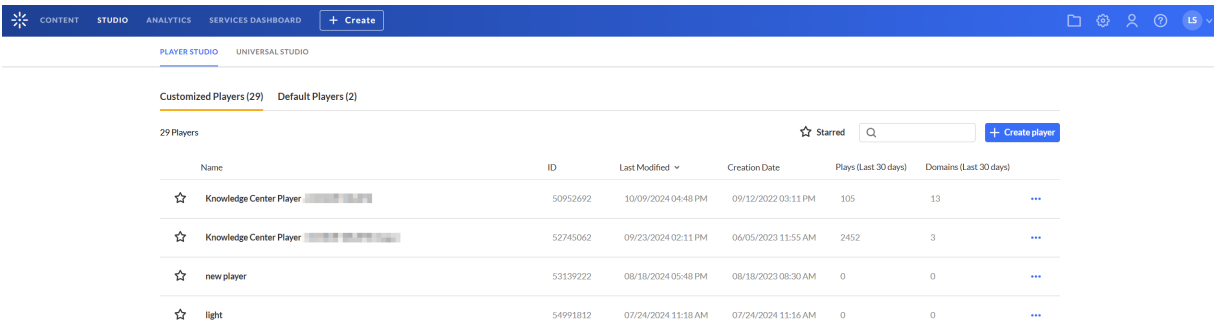 CONTENT STUDIO ANALYTICS SERVICES DASHBOARD + Create LS
PLAYER STUDIO UNIVERSAL STUDIO
Customized Players (29) Default Players (2)
29 Players Starred + Create player
Name ID Last Modified Creation Date Plays (Last 30 days) Domains (Last 30 days)
Knowledge Center Player 50952692 10/09/2024 04:48 PM 09/12/2022 03:11 PM 105 13
Knowledge Center Player 52745062 09/23/2024 02:11 PM 06/05/2023 11:55 AM 2452 3
new player 53139222 08/18/2024 05:48 PM 08/18/2023 08:30 AM 0 0
light 54991812 07/24/2024 11:18 AM 07/24/2024 11:16 AM 0 0